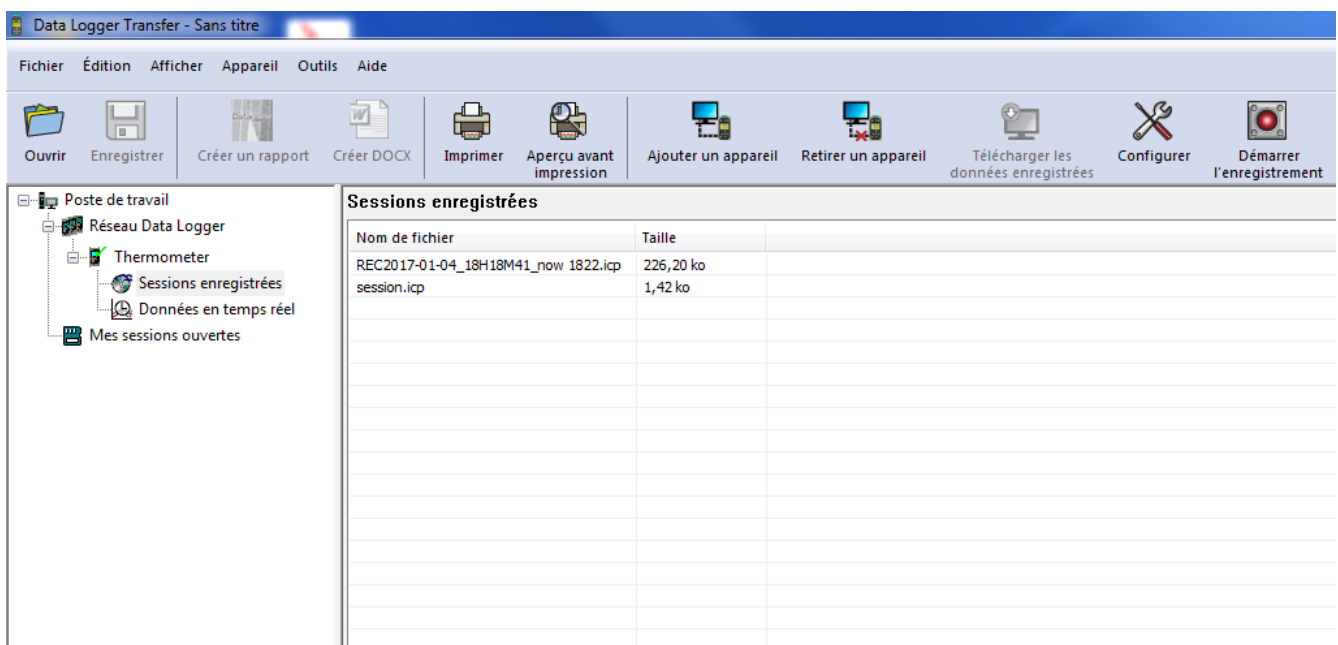 Data Logger Transfer - Sans titre
Fichier Édition Afficher Appareil Outils Aide
Ouvrir Enregistrer Créer un rapport Créer DOCX Imprimer Aperçu avant impression Ajouter un appareil Retirer un appareil Télécharger les données enregistrées Configurer Démarrer l'enregistrement
Poste de travail
Réseau Data Logger
Thermometer
Sessions enregistrées
Données en temps réel
Mes sessions ouvertes
Sessions enregistrées
Nom de fichier Taille
REC2017-01-04_18H18M41_now 1822.icp 226,20 ko
session.icp 1,42 ko